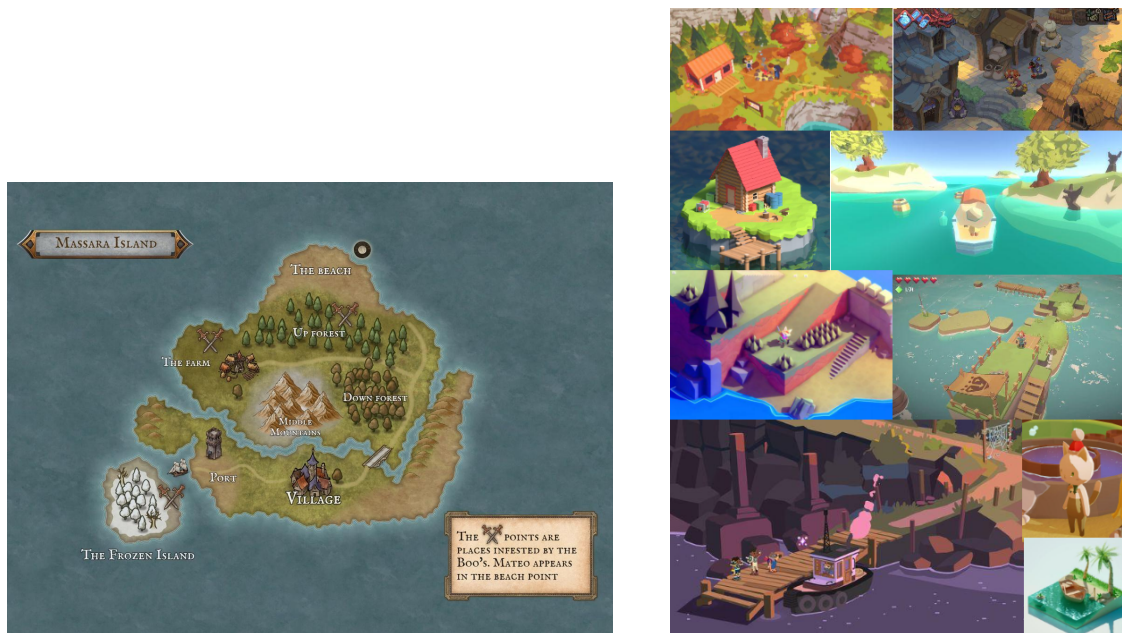 Massara Island
The beach
Up forest
The farm
Down forest
Middle
Mountains
Port
Village
The Frozen Island
The points are
places infested by the
Boo's. Mateo appears
in the beach point